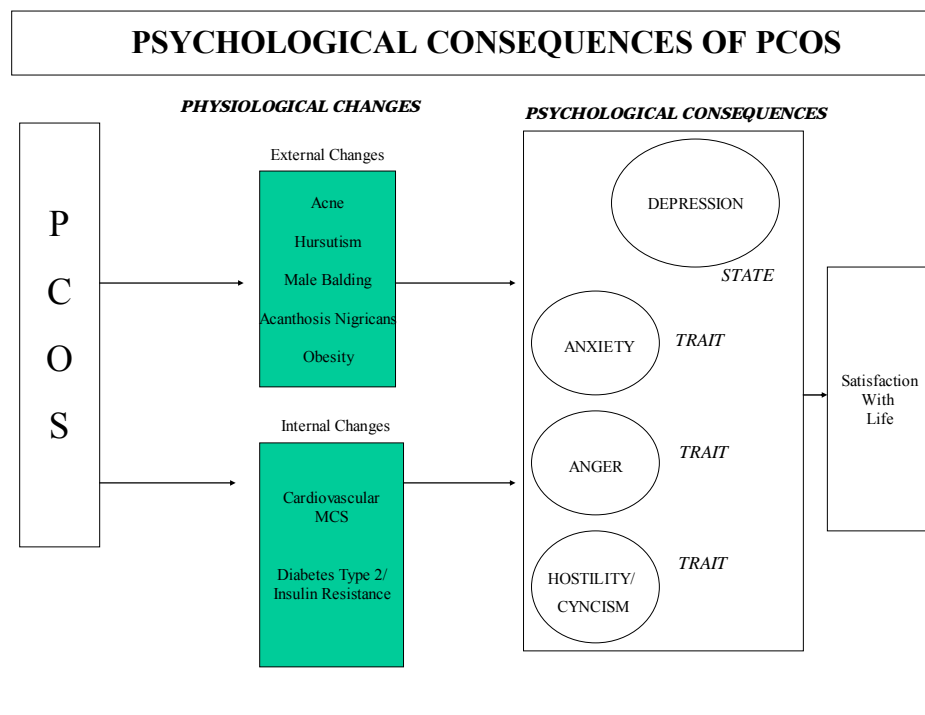 PSYCHOLOGICAL CONSEQUENCES OF PCOS
PHYSIOLOGICAL CHANGES
PSYCHOLOGICAL CONSEQUENCES
P
C
O
S
External Changes
Acne
Hursutism
Male Balding
Acanthosis Nigricans
Obesity
Internal Changes
Cardiovascular
MCS
Diabetes Type 2/
Insulin Resistance
DEPRESSION
STATE
ANXIETY
TRAIT
ANGER
TRAIT
HOSTILITY/
CYNCISM
TRAIT
Satisfaction
With
Life